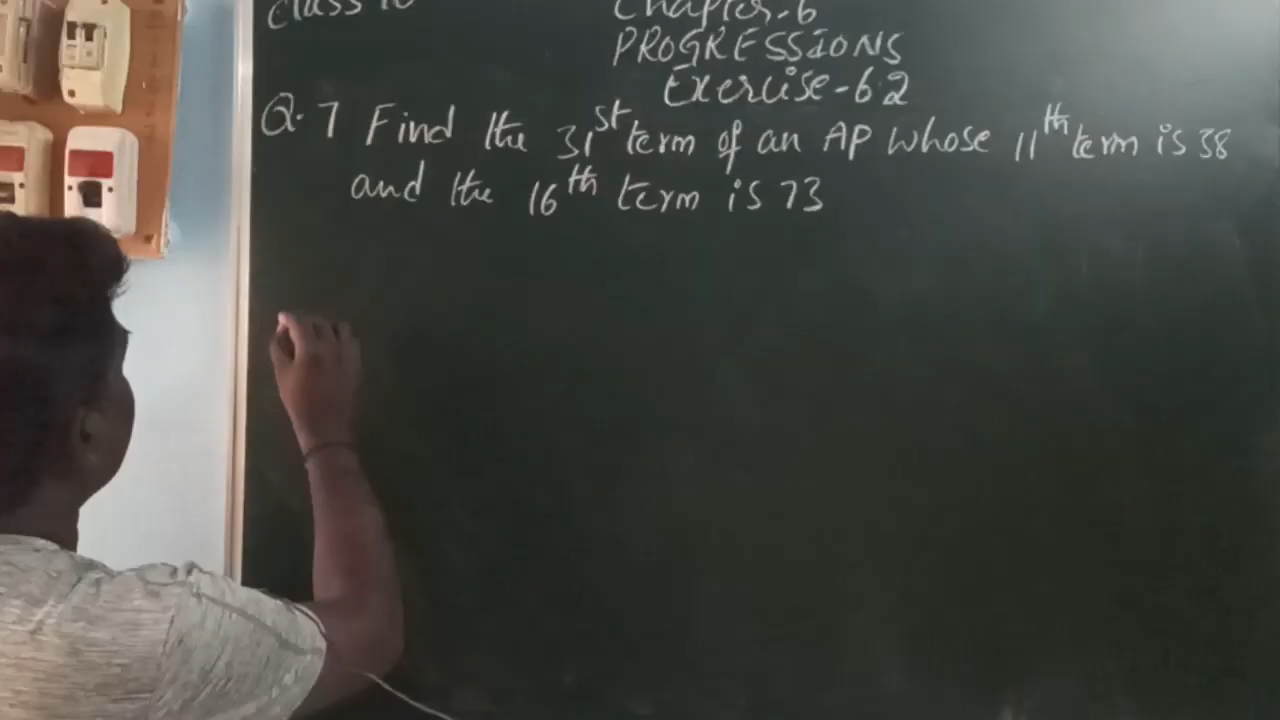 Class 10
Chapter-6
PROGRESSIONS
Exercise-6.2
Q.7 Find the 31st term of an AP whose 11th term is 38
and the 16th term is 73